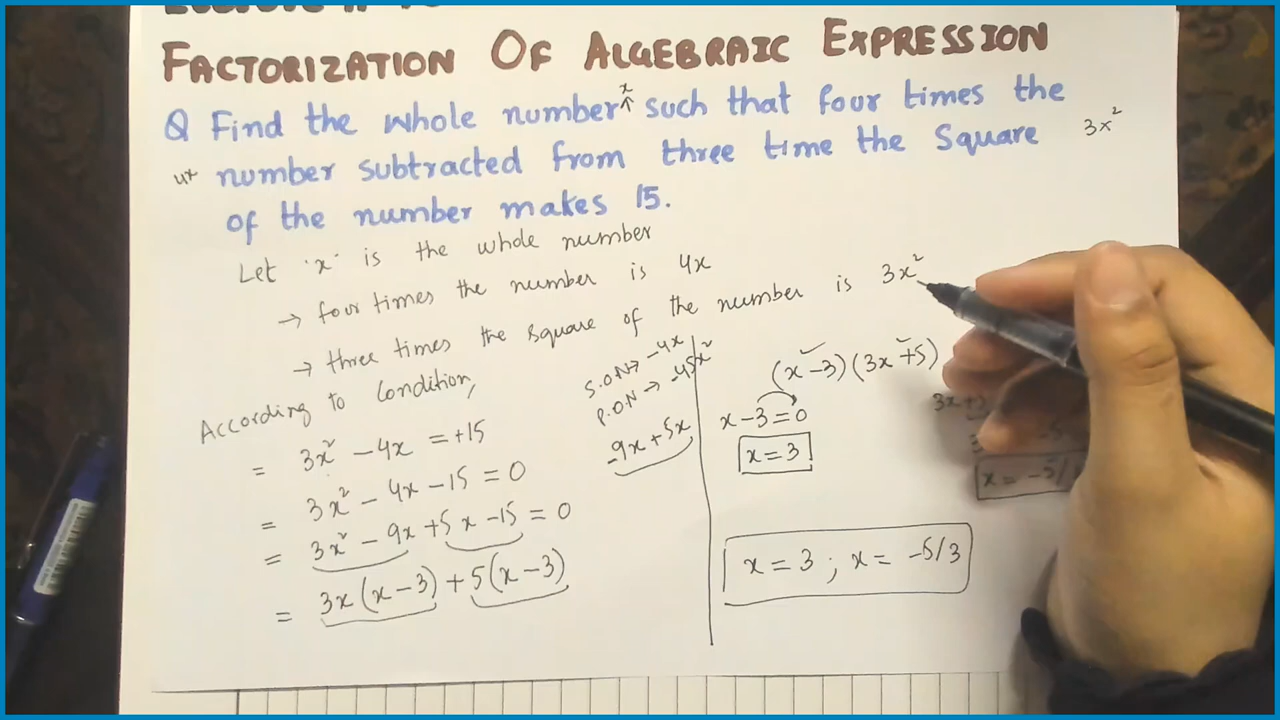 FACTORIZATION OF ALGEBRAIC EXPRESSION
Q Find the whole number x such that four times the
4x number subtracted from three time the square 3x²
of the number makes 15.
Let 'x' is the whole number
→ four times the number is 4x
→ three times the square of the number is 3x²
According to condition,
= 3x² - 4x = +15
= 3x² - 4x - 15 = 0
= 3x² - 9x + 5x - 15 = 0
= 3x(x - 3) + 5(x - 3)
S.O.N → -4x
P.O.N → -45x²
-9x + 5x
(x - 3)(3x + 5)
x - 3 = 0
x = 3
3x +
x = -5/
x = 3 ; x = -5/3